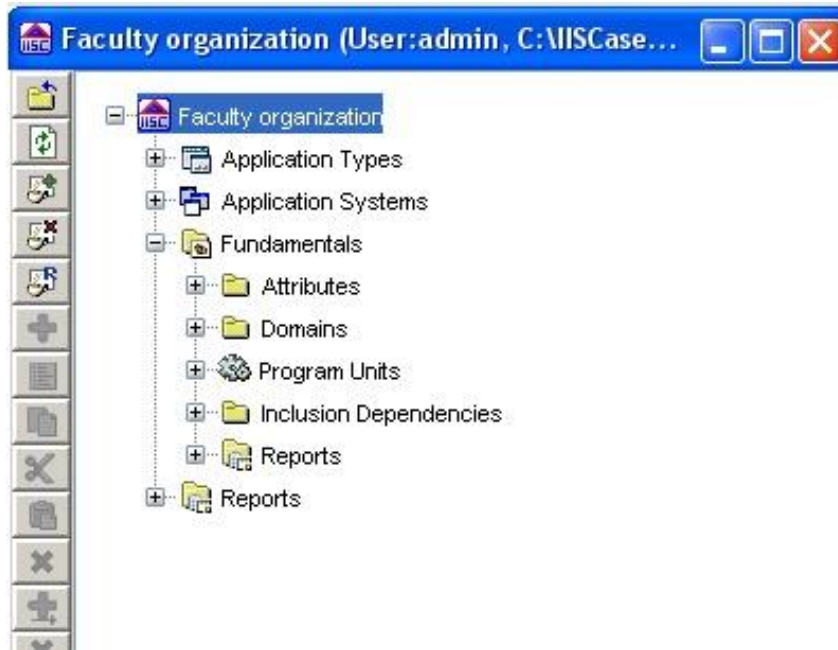 Faculty organization (User:admin, C:\IISCase...
Faculty organization
Application Types
Application Systems
Fundamentals
Attributes
Domains
Program Units
Inclusion Dependencies
Reports
Reports